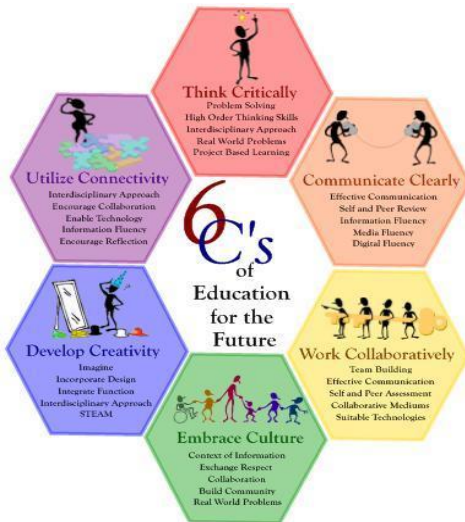 Think Critically
Problem Solving
High Order Thinking Skills
Interdisciplinary Approach
Real World Problems
Project Based Learning
Communicate Clearly
Effective Communication
Self and Peer Review
Information Fluency
Media Fluency
Digital Fluency
Work Collaboratively
Team Building
Effective Communication
Self and Peer Assessment
Collaborative Mediums
Suitable Technologies
Embrace Culture
Context of Information
Exchange Respect
Collaboration
Build Community
Real World Problems
Develop Creativity
Imagine
Incorporate Design
Integrate Function
Interdisciplinary Approach
STEAM
Utilize Connectivity
Interdisciplinary Approach
Encourage Collaboration
Enable Technology
Information Fluency
Encourage Reflection
6
C's
of
Education
for the
Future